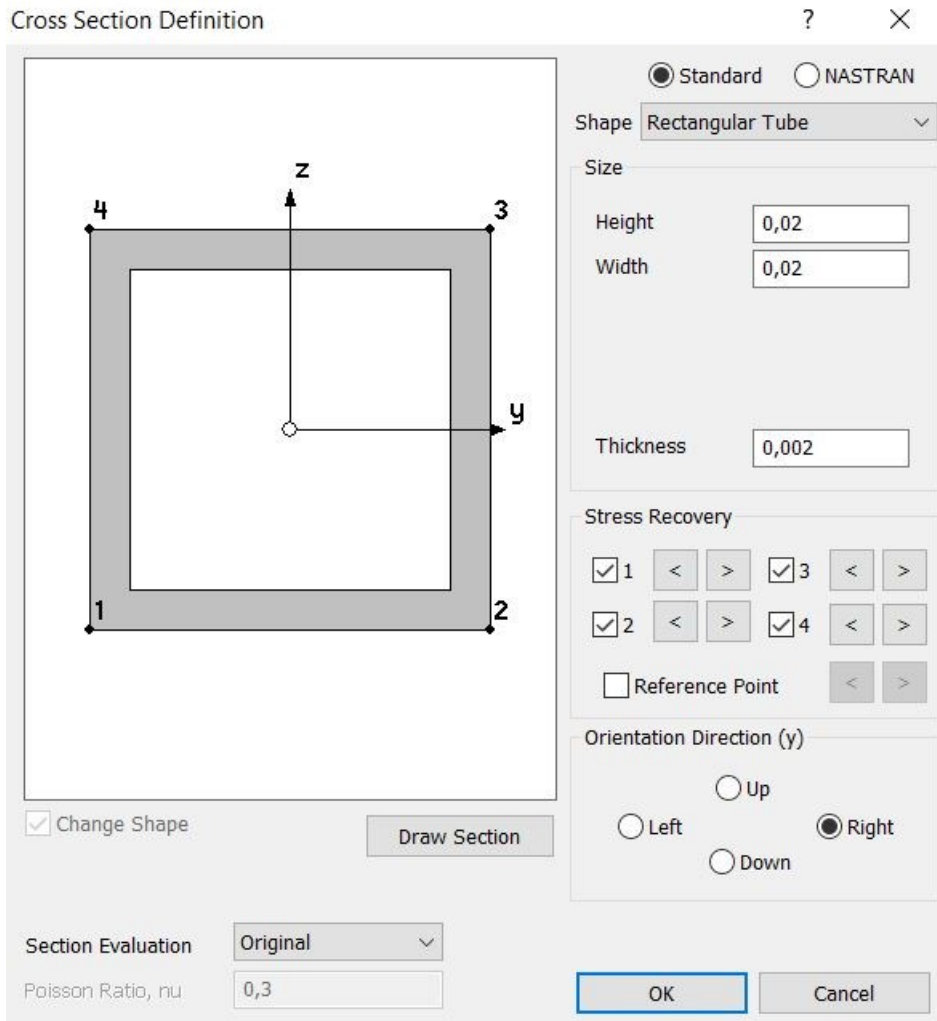 Cross Section Definition ? ×
Standard NASTRAN
Shape Rectangular Tube
Size
Height 0,02
Width 0,02
Thickness 0,002
z
4 3
y
1 2
Stress Recovery
1 < > 3 < >
2 < > 4 < >
Reference Point < >
Orientation Direction (y)
Up
Left Right
Down
Change Shape
Draw Section
Section Evaluation Original
Poisson Ratio, nu 0,3
OK Cancel